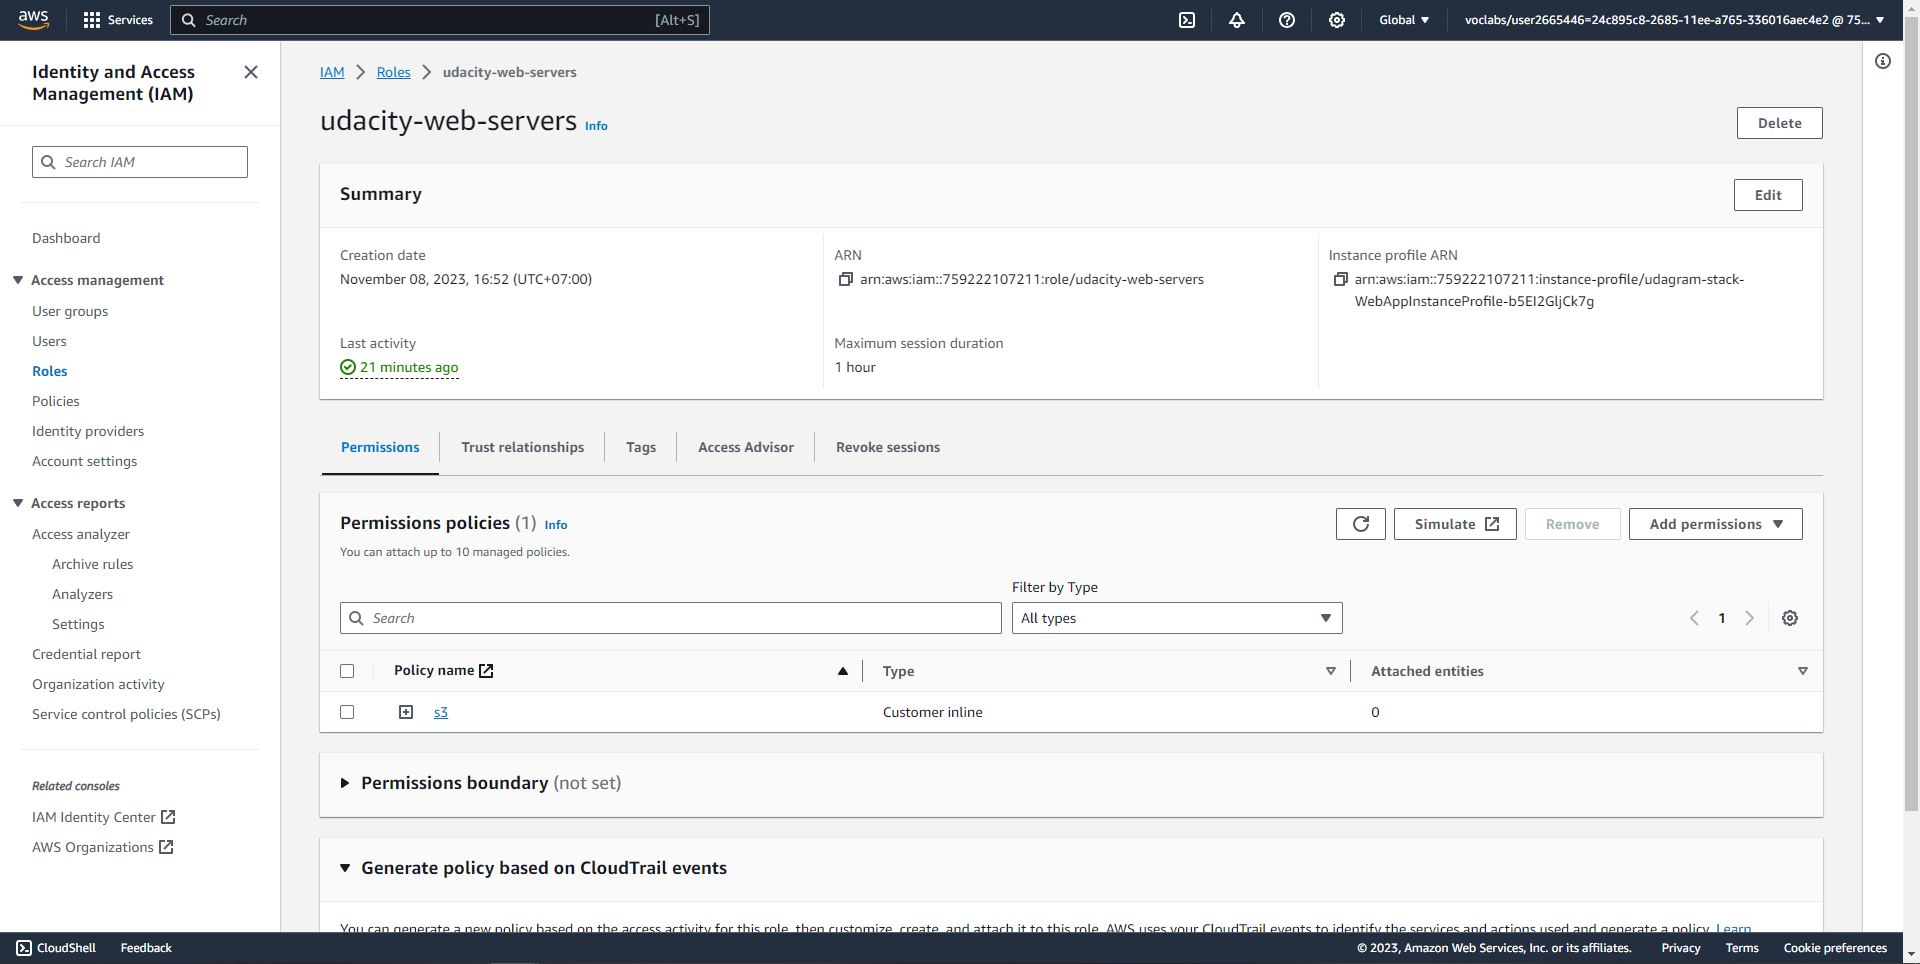 aws
Services
Search
[Alt+S]
Global
voclabs/user2665446=24c895c8-2685-11ee-a765-336016aec4e2 @ 75...
Identity and Access
Management (IAM)
Search IAM
Dashboard
Access management
User groups
Users
Roles
Policies
Identity providers
Account settings
Access reports
Access analyzer
Archive rules
Analyzers
Settings
Credential report
Organization activity
Service control policies (SCPs)
Related consoles
IAM Identity Center
AWS Organizations
IAM > Roles > udacity-web-servers
udacity-web-servers Info
Delete
Summary
Edit
Creation date
November 08, 2023, 16:52 (UTC+07:00)
ARN
arn:aws:iam::759222107211:role/udacity-web-servers
Instance profile ARN
arn:aws:iam::759222107211:instance-profile/udagram-stack-
WebAppInstanceProfile-b5EI2GljCk7g
Last activity
21 minutes ago
Maximum session duration
1 hour
Permissions
Trust relationships
Tags
Access Advisor
Revoke sessions
Permissions policies (1) Info
You can attach up to 10 managed policies.
Simulate
Remove
Add permissions
Filter by Type
Search
All types
1
Policy name
Type
Attached entities
s3
Customer inline
0
Permissions boundary (not set)
Generate policy based on CloudTrail events
You can generate a new policy based on the access activity for this role, then customize, create, and attach it to this role. AWS uses your CloudTrail events to identify the services and actions used and generate a policy. Learn
CloudShell
Feedback
© 2023, Amazon Web Services, Inc. or its affiliates.
Privacy
Terms
Cookie preferences